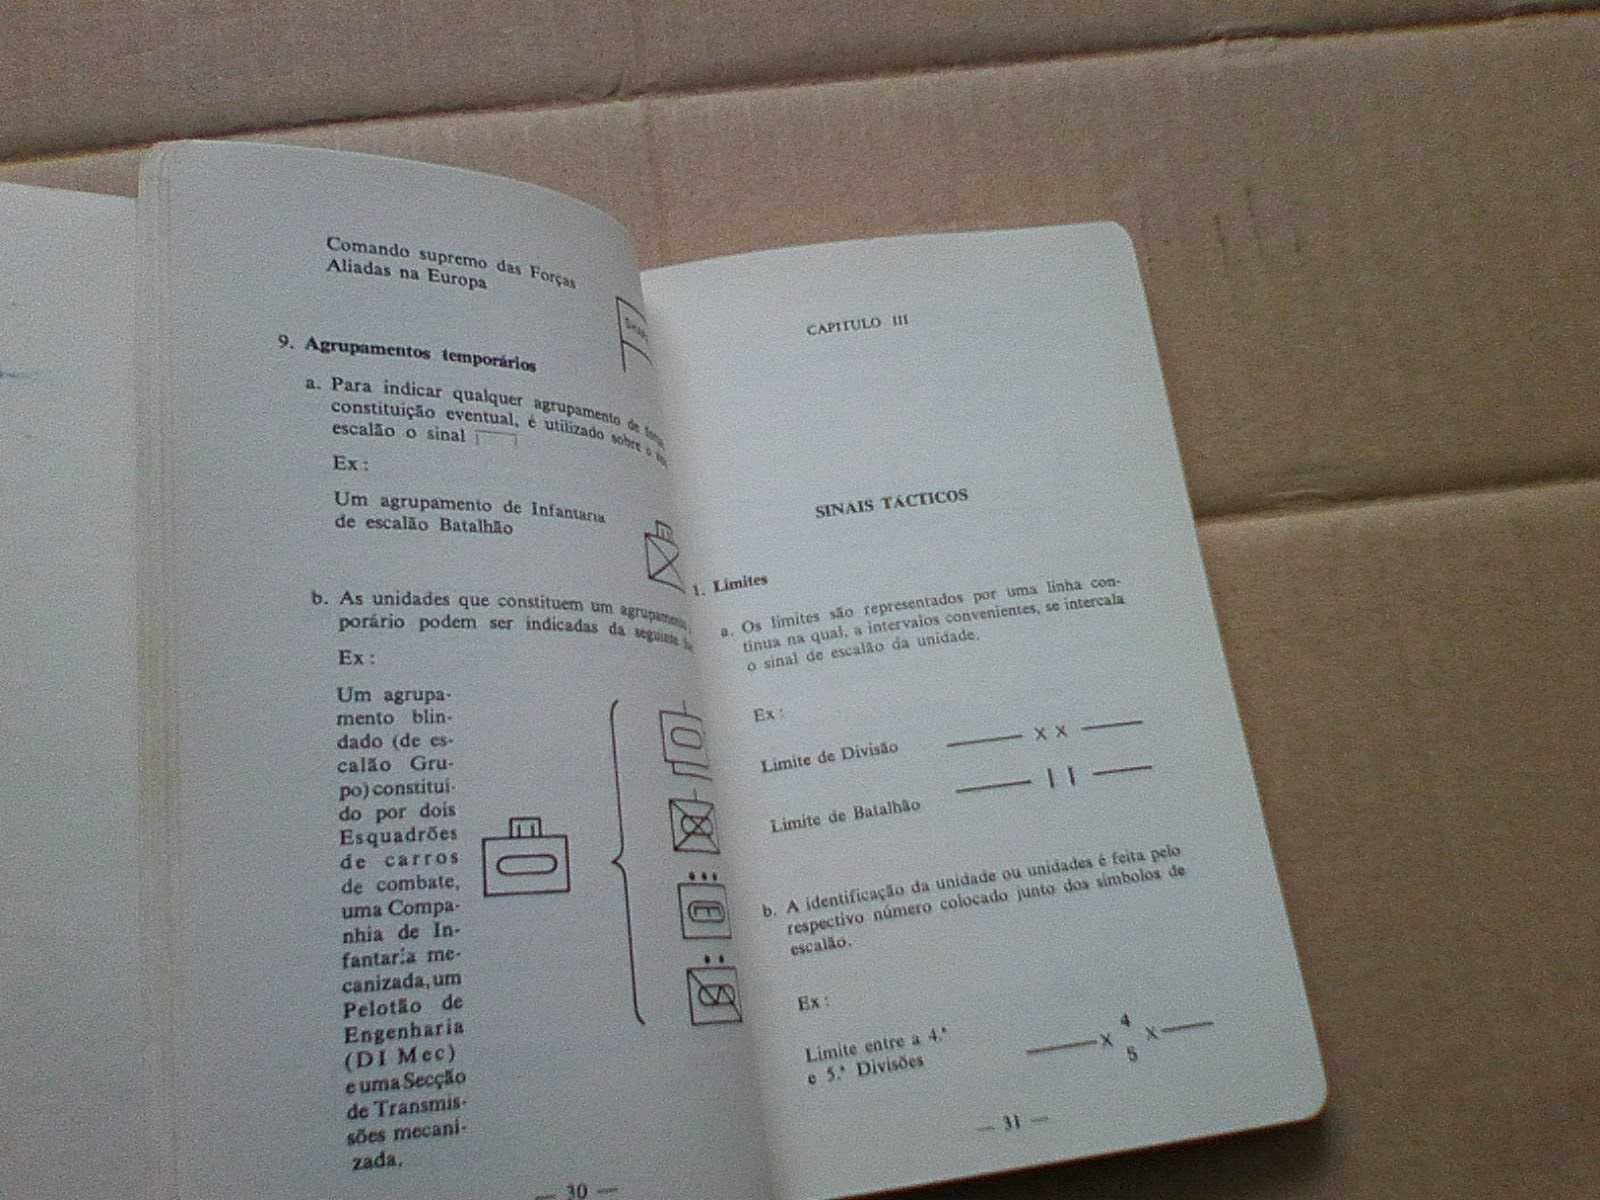 Comando supremo das Forças
Aliadas na Europa
9. Agrupamentos temporários
a. Para indicar qualquer agrupamento de
constituição eventual, é utilizado sobre o
escalão o sinal
Ex :
Um agrupamento de Infantaria
de escalão Batalhão
b. As unidades que constituem um agrupamento
porário podem ser indicadas da seguinte
Ex :
Um agrupa-
mento blin-
dado (de es-
calão Gru-
po) constituí-
do por dois
Esquadrões
de carros
de combate,
uma Compa-
nhia de In-
fantaria me-
canizada, um
Pelotão de
Engenharia
(DI Mec)
e uma Secção
de Transmis-
sões mecani-
zada.
— 30 —
CAPITULO III
SINAIS TÁCTICOS
1. Limites
a. Os limites são representados por uma linha con-
tínua na qual, a intervalos convenientes, se intercala
o sinal de escalão da unidade.
Ex :
Limite de Divisão X X
Limite de Batalhão I I
b. A identificação da unidade ou unidades é feita pelo
respectivo número colocado junto dos símbolos de
escalão.
Ex :
Limite entre a 4.ª
e 5.ª Divisões
X 4 X
5
— 31 —